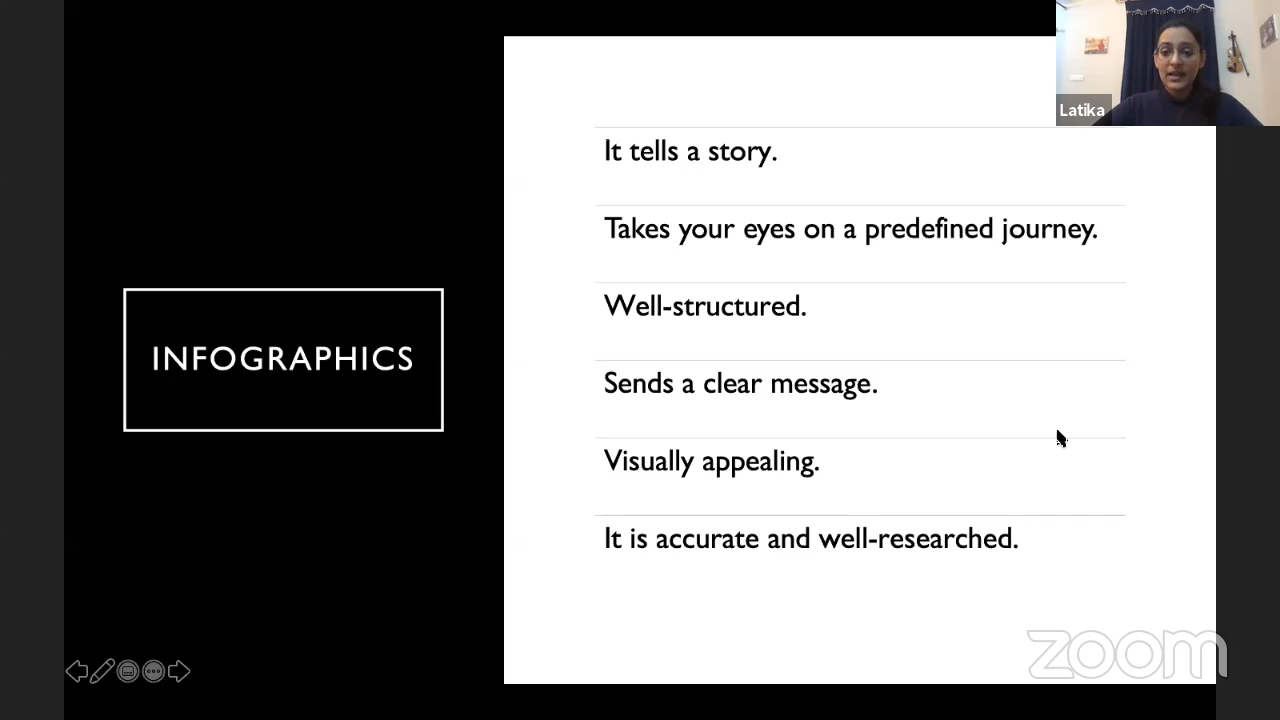 Latika
It tells a story.
Takes your eyes on a predefined journey.
Well-structured.
INFOGRAPHICS
Sends a clear message.
Visually appealing.
It is accurate and well-researched.
zoom